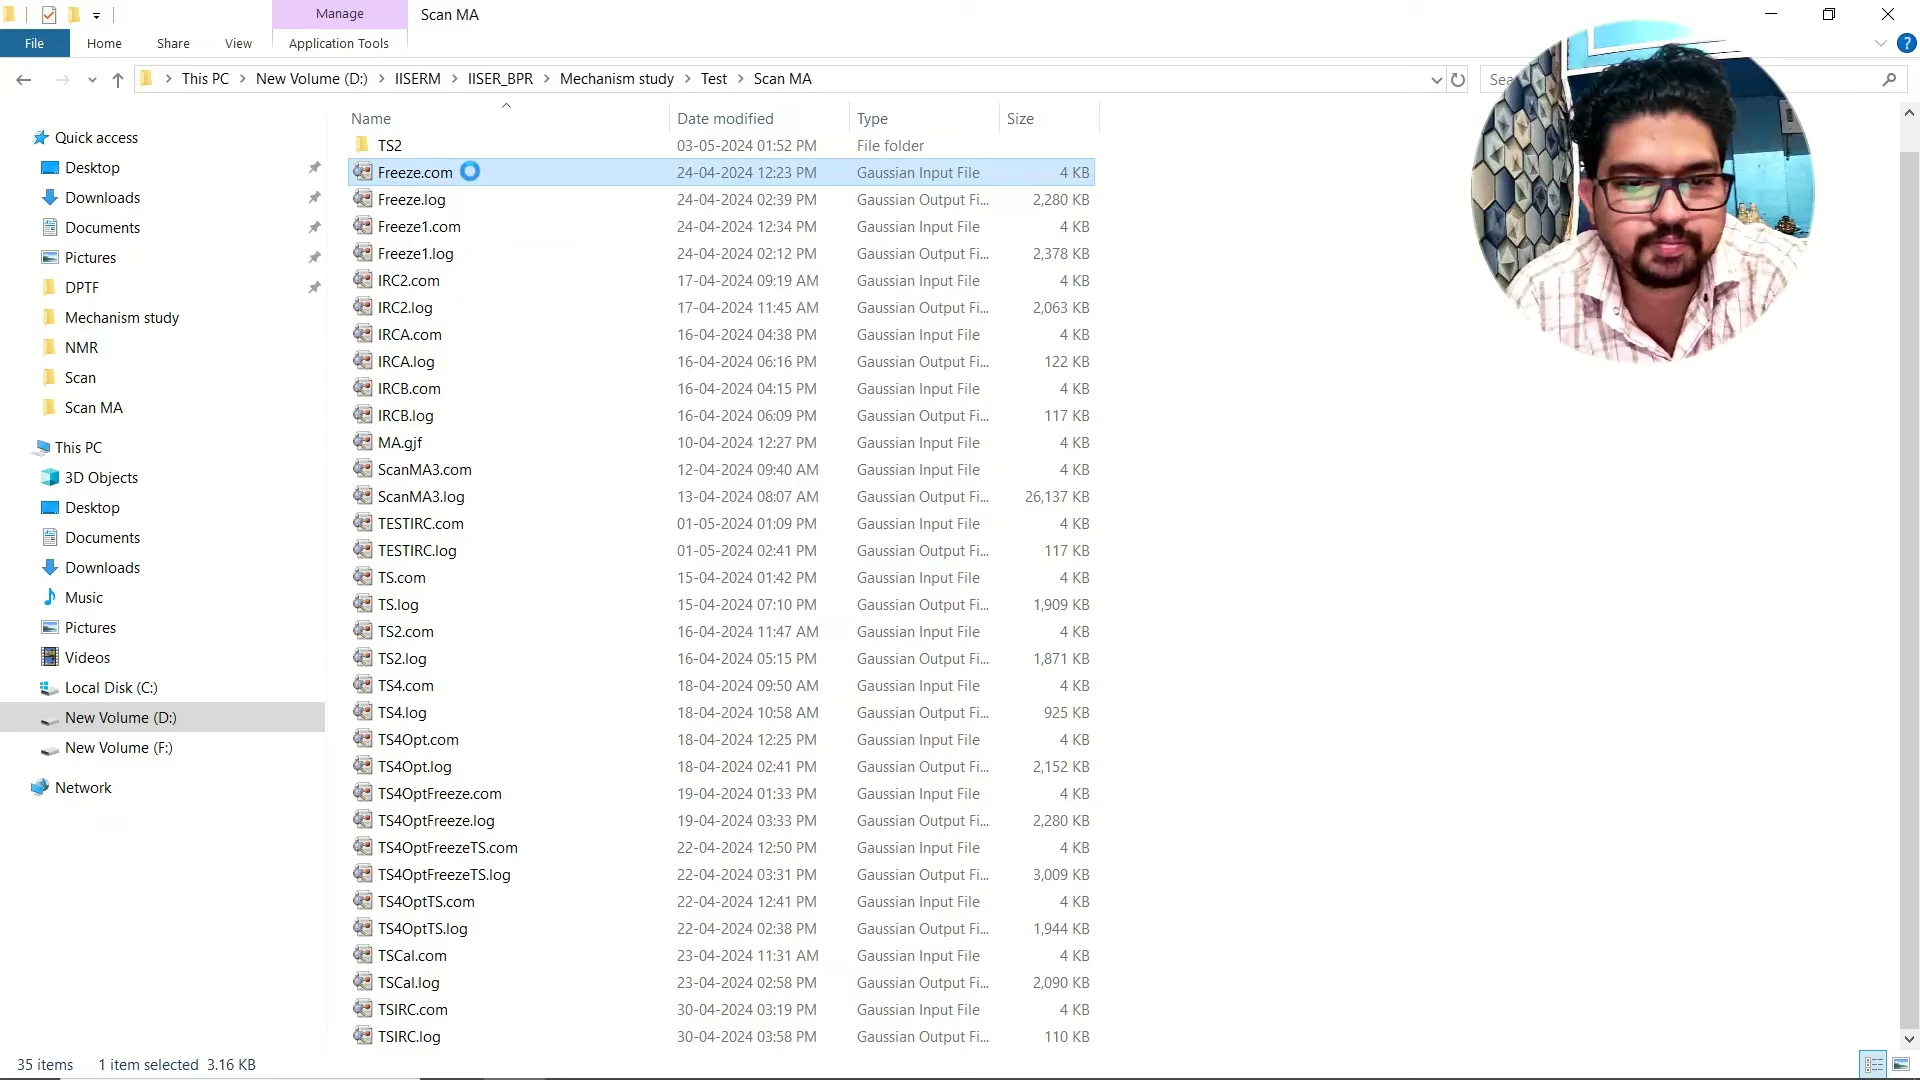 Manage
Scan MA
File
Home
Share
View
Application Tools
This PC
New Volume (D:)
IISERM
IISER_BPR
Mechanism study
Test
Scan MA
Name
Date modified
Type
Size
Quick access
Desktop
Downloads
Documents
Pictures
DPTF
Mechanism study
NMR
Scan
Scan MA
This PC
3D Objects
Desktop
Documents
Downloads
Music
Pictures
Videos
Local Disk (C:)
New Volume (D:)
New Volume (F:)
Network
TS2 03-05-2024 01:52 PM File folder
Freeze.com 24-04-2024 12:23 PM Gaussian Input File 4 KB
Freeze.log 24-04-2024 02:39 PM Gaussian Output Fi... 2,280 KB
Freeze1.com 24-04-2024 12:34 PM Gaussian Input File 4 KB
Freeze1.log 24-04-2024 02:12 PM Gaussian Output Fi... 2,378 KB
IRC2.com 17-04-2024 09:19 AM Gaussian Input File 4 KB
IRC2.log 17-04-2024 11:45 AM Gaussian Output Fi... 2,063 KB
IRCA.com 16-04-2024 04:38 PM Gaussian Input File 4 KB
IRCA.log 16-04-2024 06:16 PM Gaussian Output Fi... 122 KB
IRCB.com 16-04-2024 04:15 PM Gaussian Input File 4 KB
IRCB.log 16-04-2024 06:09 PM Gaussian Output Fi... 117 KB
MA.gjf 10-04-2024 12:27 PM Gaussian Input File 4 KB
ScanMA3.com 12-04-2024 09:40 AM Gaussian Input File 4 KB
ScanMA3.log 13-04-2024 08:07 AM Gaussian Output Fi... 26,137 KB
TESTIRC.com 01-05-2024 01:09 PM Gaussian Input File 4 KB
TESTIRC.log 01-05-2024 02:41 PM Gaussian Output Fi... 117 KB
TS.com 15-04-2024 01:42 PM Gaussian Input File 4 KB
TS.log 15-04-2024 07:10 PM Gaussian Output Fi... 1,909 KB
TS2.com 16-04-2024 11:47 AM Gaussian Input File 4 KB
TS2.log 16-04-2024 05:15 PM Gaussian Output Fi... 1,871 KB
TS4.com 18-04-2024 09:50 AM Gaussian Input File 4 KB
TS4.log 18-04-2024 10:58 AM Gaussian Output Fi... 925 KB
TS4Opt.com 18-04-2024 12:25 PM Gaussian Input File 4 KB
TS4Opt.log 18-04-2024 02:41 PM Gaussian Output Fi... 2,152 KB
TS4OptFreeze.com 19-04-2024 01:33 PM Gaussian Input File 4 KB
TS4OptFreeze.log 19-04-2024 03:33 PM Gaussian Output Fi... 2,280 KB
TS4OptFreezeTS.com 22-04-2024 12:50 PM Gaussian Input File 4 KB
TS4OptFreezeTS.log 22-04-2024 03:31 PM Gaussian Output Fi... 3,009 KB
TS4OptTS.com 22-04-2024 12:41 PM Gaussian Input File 4 KB
TS4OptTS.log 22-04-2024 02:38 PM Gaussian Output Fi... 1,944 KB
TSCal.com 23-04-2024 11:31 AM Gaussian Input File 4 KB
TSCal.log 23-04-2024 02:58 PM Gaussian Output Fi... 2,090 KB
TSIRC.com 30-04-2024 03:19 PM Gaussian Input File 4 KB
TSIRC.log 30-04-2024 03:58 PM Gaussian Output Fi... 110 KB
35 items 1 item selected 3.16 KB